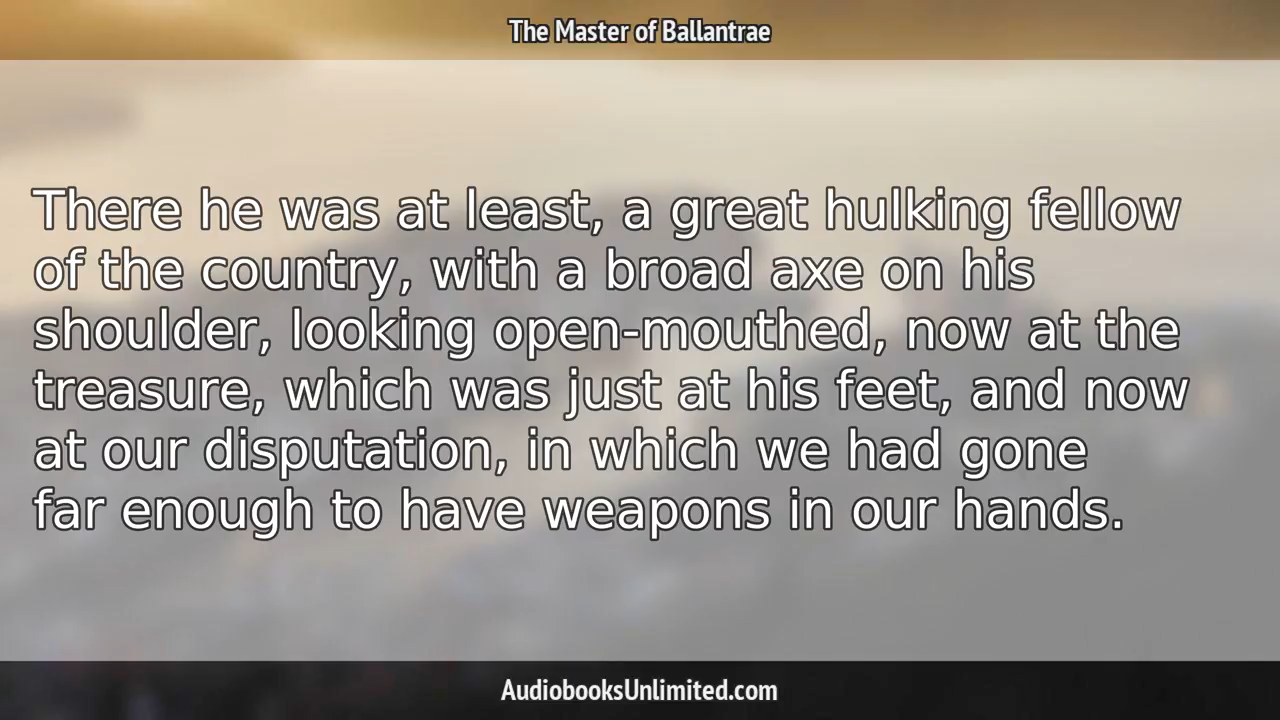 The Master of Ballantrae
There he was at least, a great hulking fellow
of the country, with a broad axe on his
shoulder, looking open-mouthed, now at the
treasure, which was just at his feet, and now
at our disputation, in which we had gone
far enough to have weapons in our hands.
AudiobooksUnlimited.com